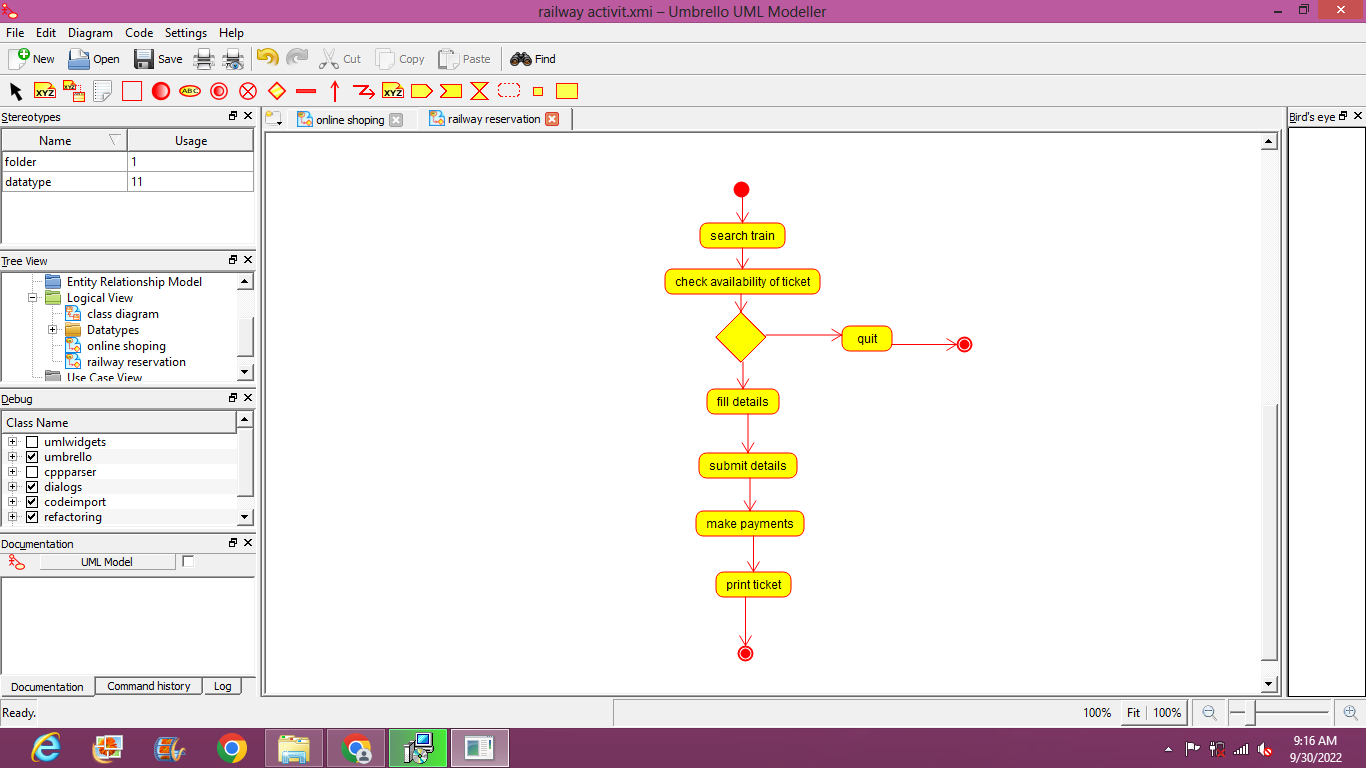 railway activit.xmi – Umbrello UML Modeller
File Edit Diagram Code Settings Help
New Open Save Cut Copy Paste Find
XYZ XYZ ABC XYZ
Stereotypes
Name Usage
folder 1
datatype 11
Tree View
Entity Relationship Model
Logical View
class diagram
Datatypes
online shoping
railway reservation
Use Case View
Debug
Class Name
umlwidgets
umbrello
cppparser
dialogs
codeimport
refactoring
Documentation
UML Model
Documentation Command history Log
online shoping railway reservation
search train
check availability of ticket
quit
fill details
submit details
make payments
print ticket
Bird's eye
Ready.
100% Fit 100%
9:16 AM
9/30/2022